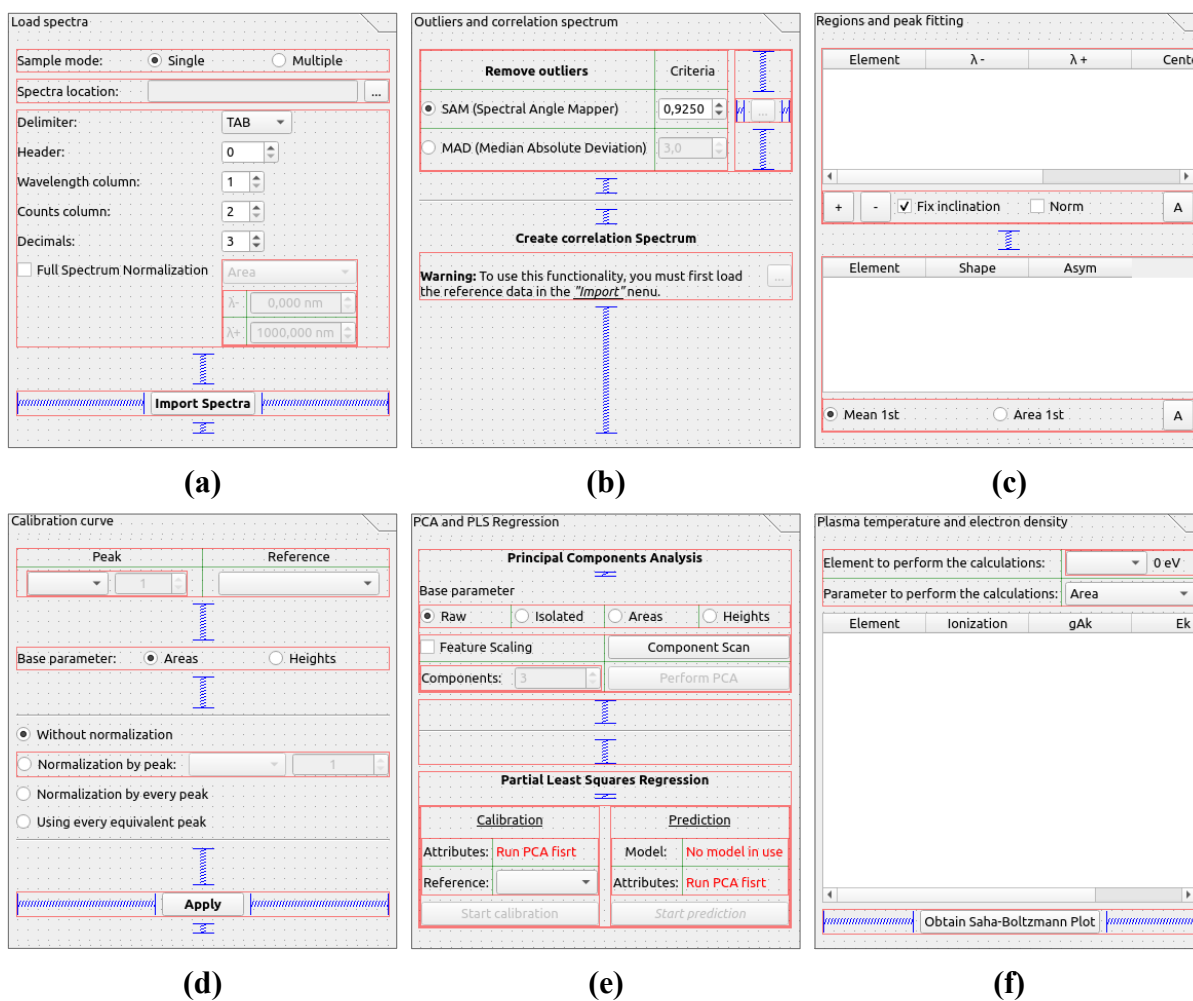 Load spectra
Sample mode: Single Multiple
Spectra location: ...
Delimiter: TAB
Header: 0
Wavelength column: 1
Counts column: 2
Decimals: 3
Full Spectrum Normalization Area
λ- 0,000 nm
λ+ 1000,000 nm
Import Spectra
(a)
Outliers and correlation spectrum
Remove outliers Criteria
SAM (Spectral Angle Mapper) 0,9250 ...
MAD (Median Absolute Deviation) 3,0
Create correlation Spectrum
Warning: To use this functionality, you must first load ...
the reference data in the "Import" nenu.
(b)
Regions and peak fitting
Element λ - λ + Cente
+ - Fix inclination Norm A
Element Shape Asym
Mean 1st Area 1st A
(c)
Calibration curve
Peak Reference
1
Base parameter: Areas Heights
Without normalization
Normalization by peak: 1
Normalization by every peak
Using every equivalent peak
Apply
(d)
PCA and PLS Regression
Principal Components Analysis
Base parameter
Raw Isolated Areas Heights
Feature Scaling Component Scan
Components: 3 Perform PCA
Partial Least Squares Regression
Calibration Prediction
Attributes: Run PCA fisrt Model: No model in use
Reference: Attributes: Run PCA fisrt
Start calibration Start prediction
(e)
Plasma temperature and electron density
Element to perform the calculations: 0 eV
Parameter to perform the calculations: Area
Element Ionization gAk Ek
Obtain Saha-Boltzmann Plot
(f)